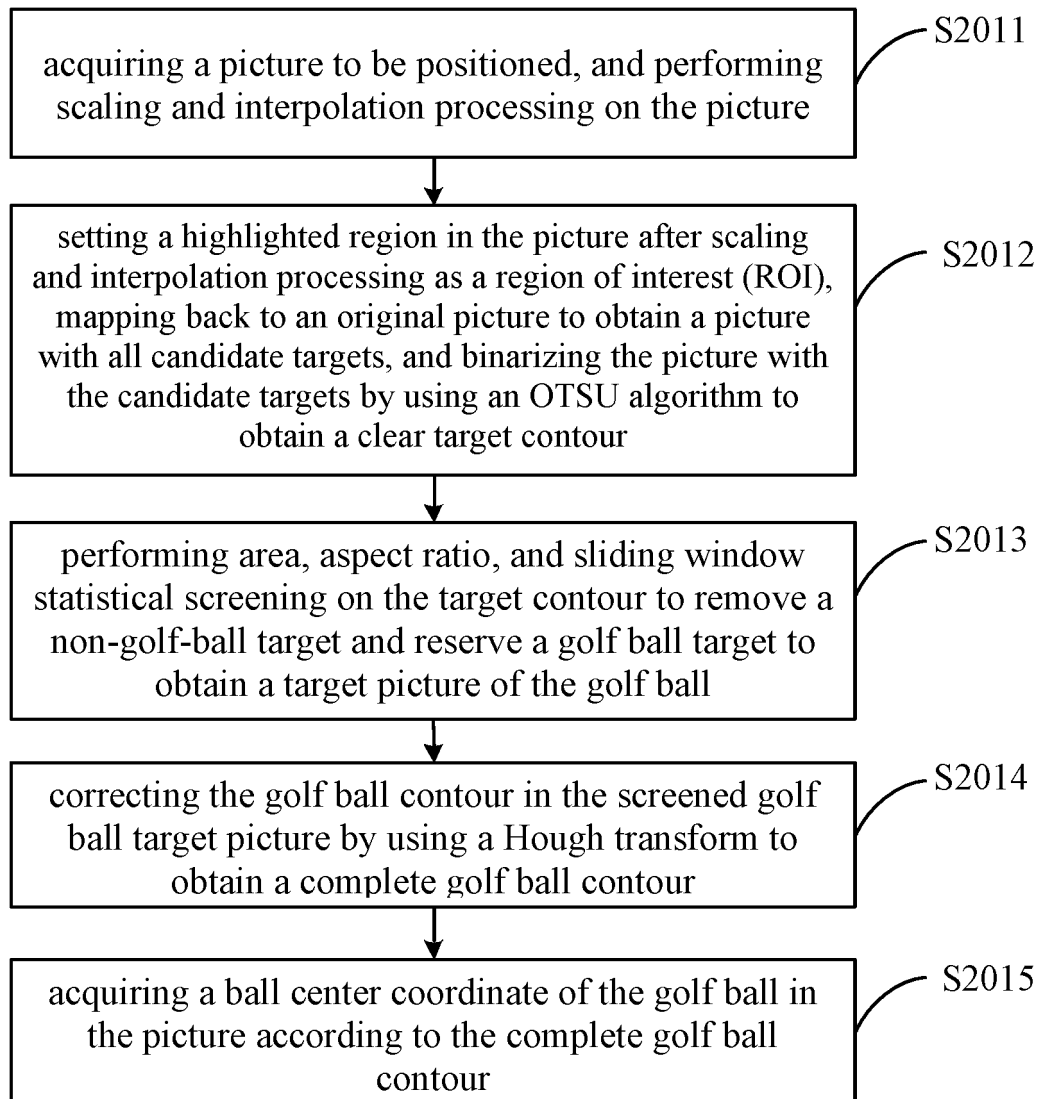 S2011
acquiring a picture to be positioned, and performing
scaling and interpolation processing on the picture
S2012
setting a highlighted region in the picture after scaling
and interpolation processing as a region of interest (ROI),
mapping back to an original picture to obtain a picture
with all candidate targets, and binarizing the picture with
the candidate targets by using an OTSU algorithm to
obtain a clear target contour
S2013
performing area, aspect ratio, and sliding window
statistical screening on the target contour to remove a
non-golf-ball target and reserve a golf ball target to
obtain a target picture of the golf ball
S2014
correcting the golf ball contour in the screened golf
ball target picture by using a Hough transform to
obtain a complete golf ball contour
S2015
acquiring a ball center coordinate of the golf ball in
the picture according to the complete golf ball
contour